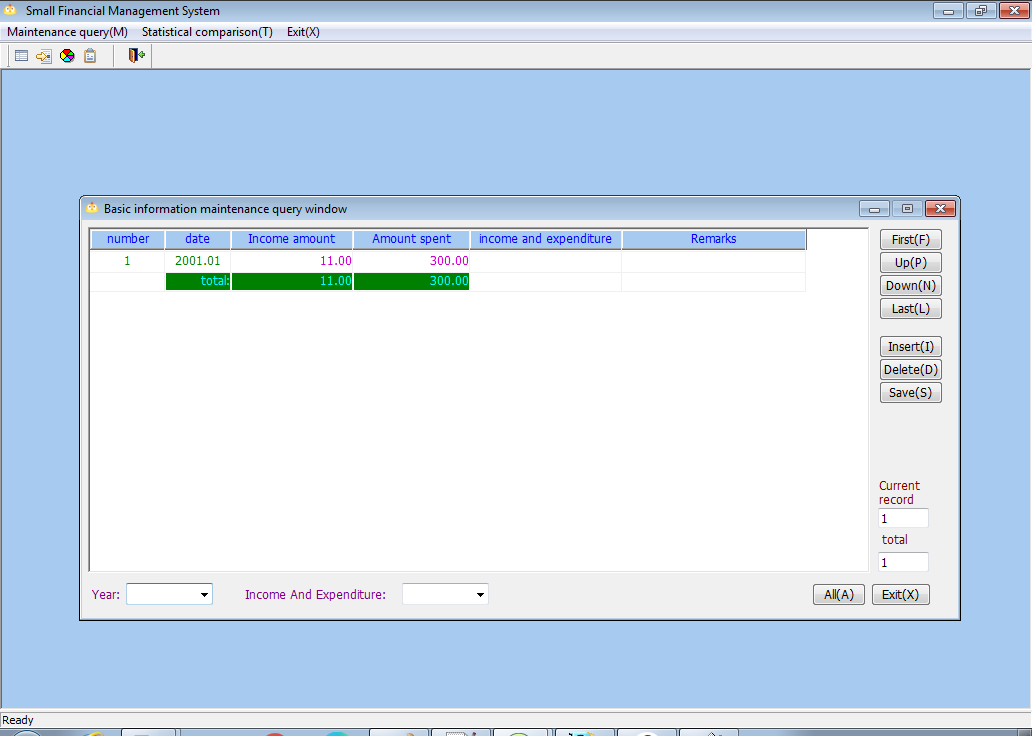 Small Financial Management System
Maintenance query(M) Statistical comparison(T) Exit(X)
Basic information maintenance query window
number date Income amount Amount spent income and expenditure Remarks
1 2001.01 11.00 300.00
total: 11.00 300.00
First(F)
Up(P)
Down(N)
Last(L)
Insert(I)
Delete(D)
Save(S)
Current
record
1
total
1
Year: Income And Expenditure: All(A) Exit(X)
Ready